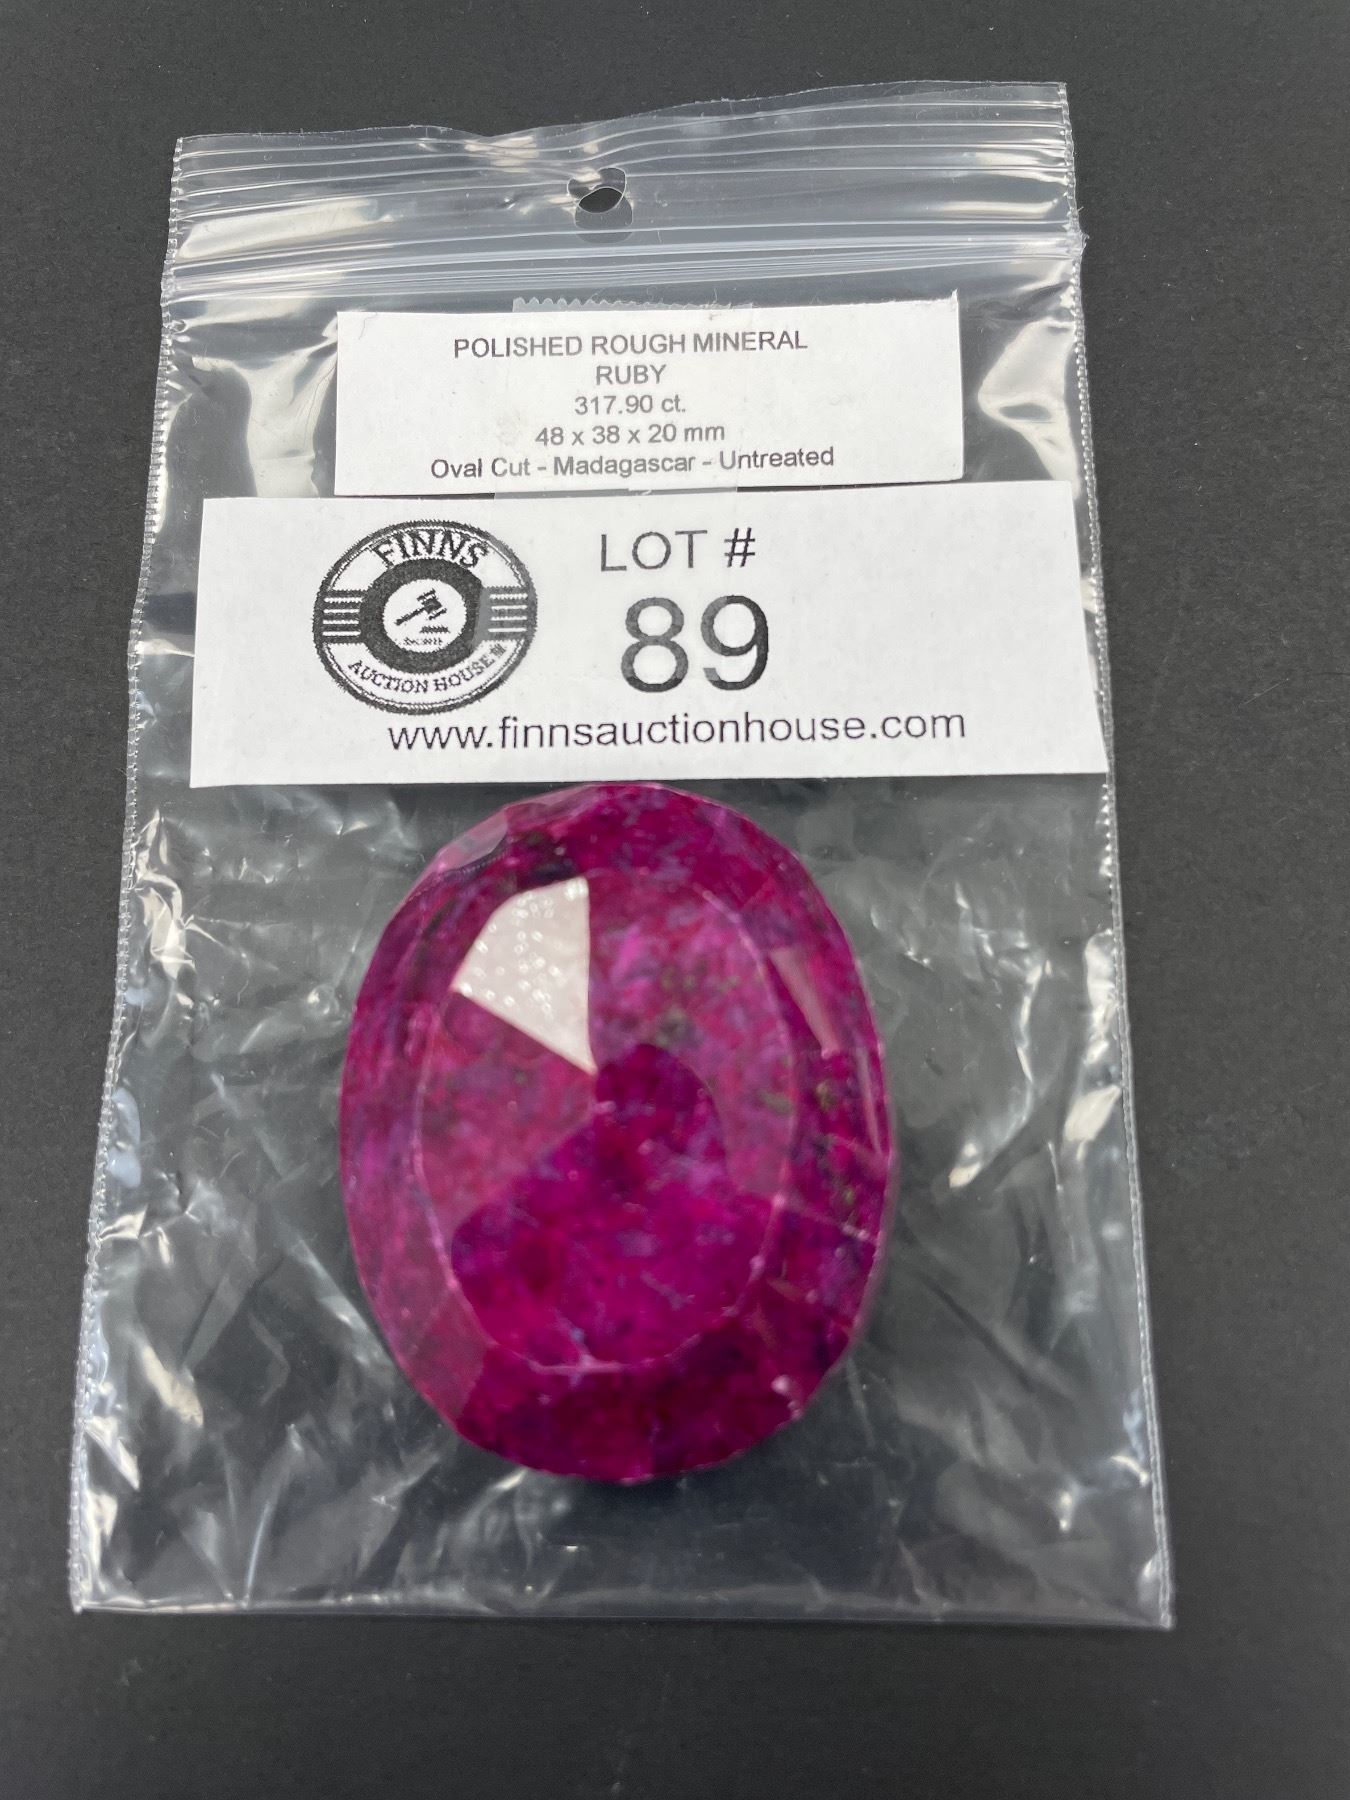 POLISHED ROUGH MINERAL
RUBY
317.90 ct.
48 x 38 x 20 mm
Oval Cut - Madagascar - Untreated
FINNS
AUCTION HOUSE
LOT #
89
www.finnsauctionhouse.com